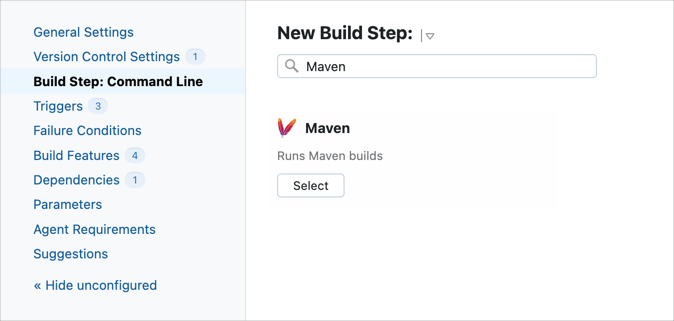 General Settings
Version Control Settings 1
Build Step: Command Line
Triggers 3
Failure Conditions
Build Features 4
Dependencies 1
Parameters
Agent Requirements
Suggestions
« Hide unconfigured
New Build Step:
Maven
Maven
Runs Maven builds
Select